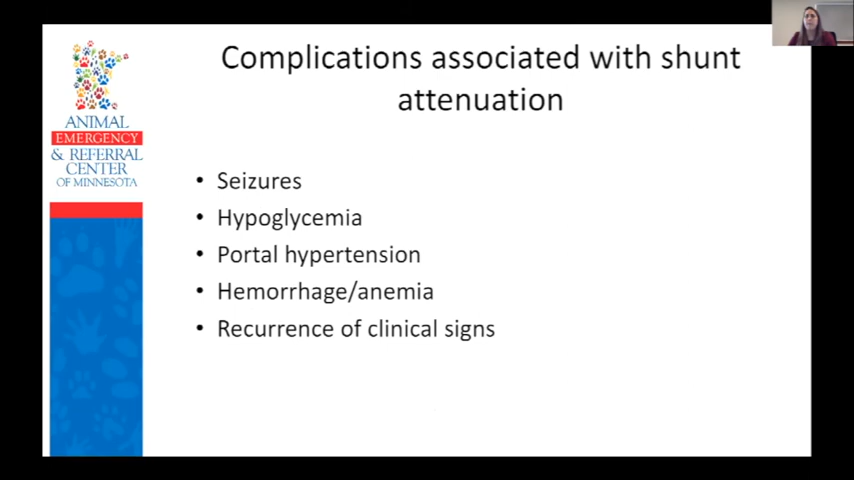 Complications associated with shunt
attenuation
ANIMAL
EMERGENCY
& REFERRAL
CENTER
OF MINNESOTA
• Seizures
• Hypoglycemia
• Portal hypertension
• Hemorrhage/anemia
• Recurrence of clinical signs